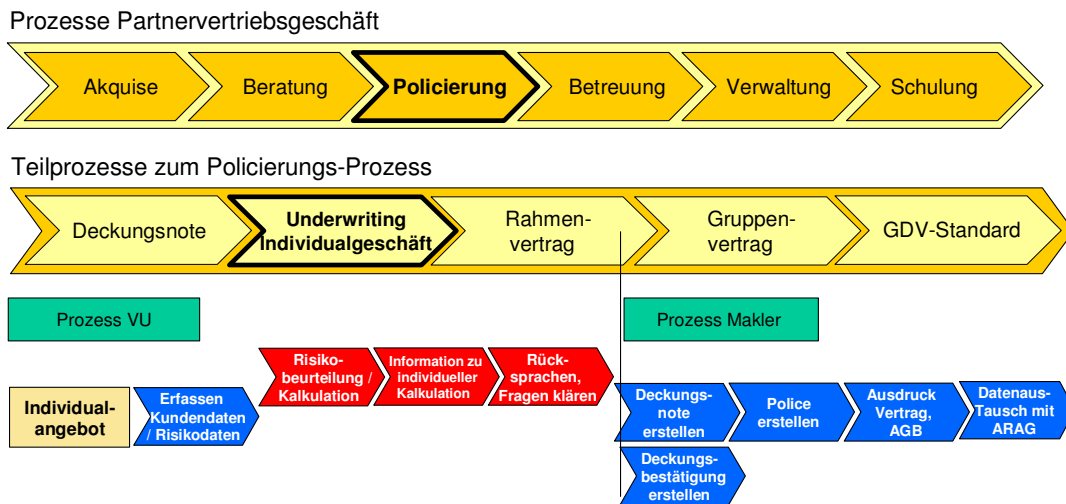 Prozesse Partnervertriebsgeschäft
Akquise
Beratung
Policierung
Betreuung
Verwaltung
Schulung
Teilprozesse zum Policierungs-Prozess
Deckungsnote
Underwriting
Individualgeschäft
Rahmen-
vertrag
Gruppen-
vertrag
GDV-Standard
Prozess VU
Prozess Makler
Individual-
angebot
Erfassen
Kundendaten
/ Risikodaten
Risiko-
beurteilung /
Kalkulation
Information zu
individueller
Kalkulation
Rück-
sprachen,
Fragen klären
Deckungs-
note
erstellen
Police
erstellen
Ausdruck
Vertrag,
AGB
Datenaus-
Tausch mit
ARAG
Deckungs-
bestätigung
erstellen